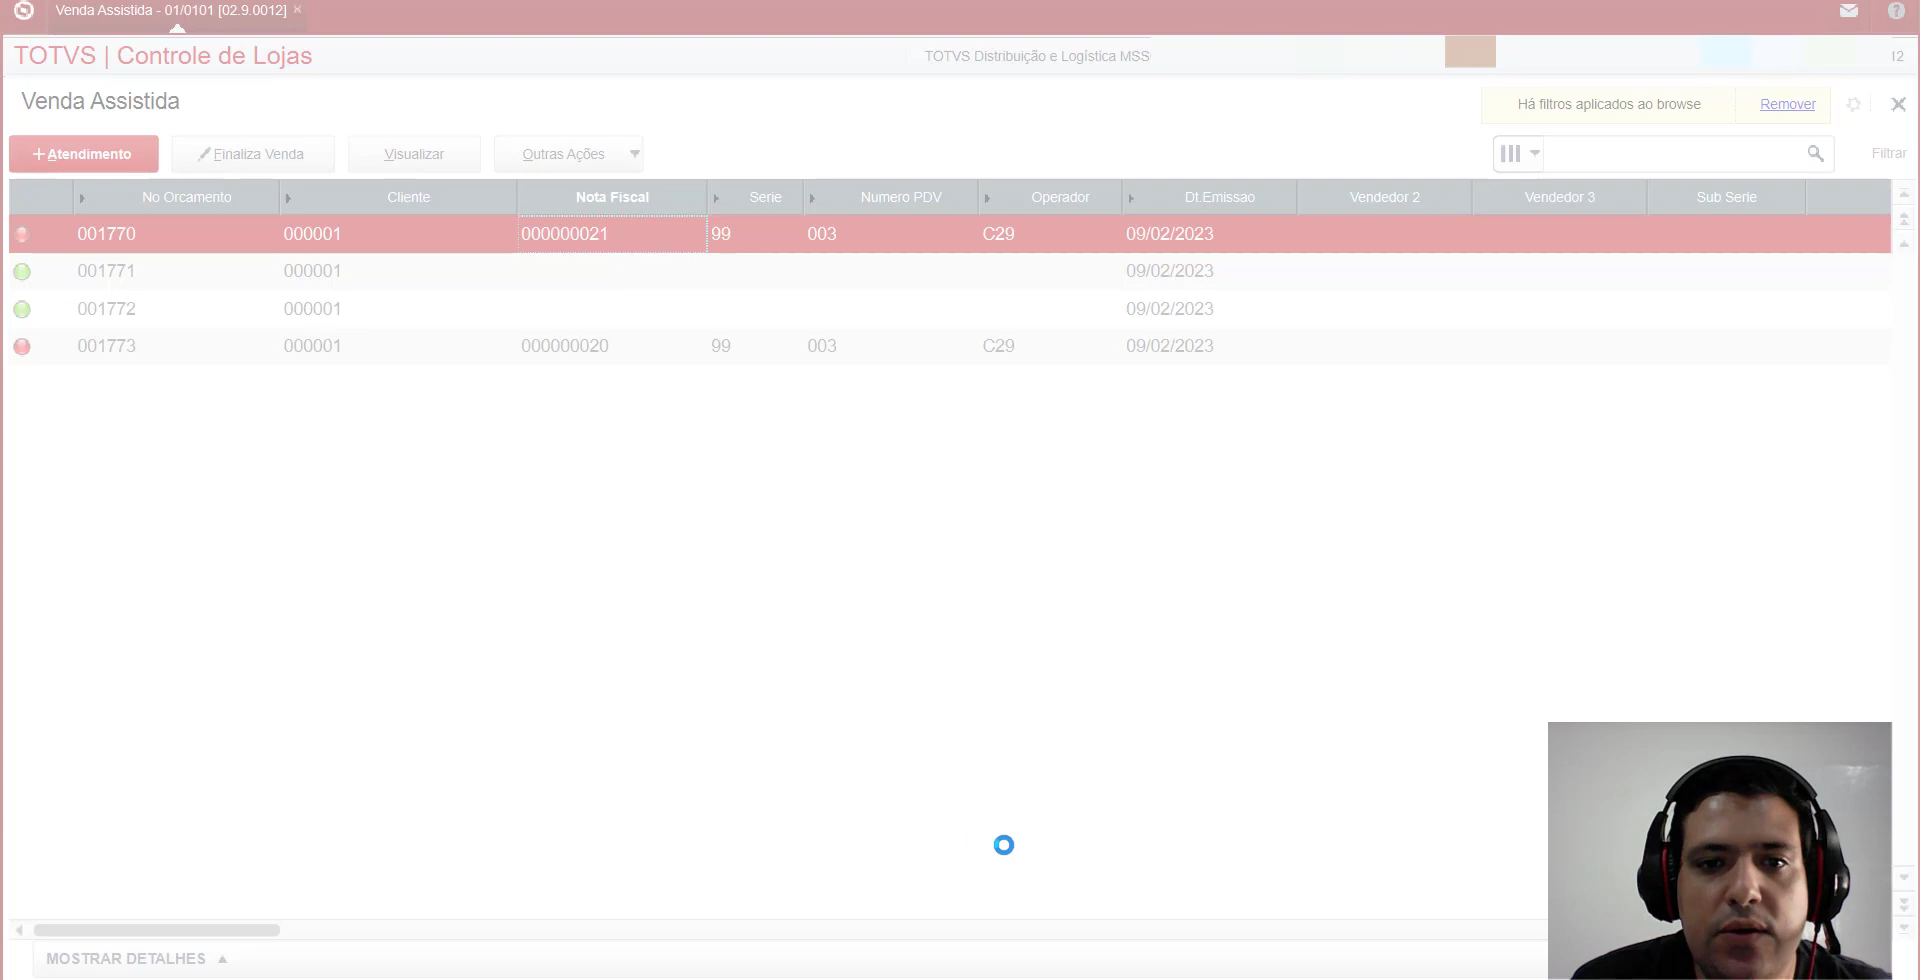 Venda Assistida - 01/0101 [02.9.0012]
TOTVS | Controle de Lojas
TOTVS Distribuição e Logística MSS
12
Venda Assistida
Há filtros aplicados ao browse Remover
+Atendimento Finaliza Venda Visualizar Outras Ações Filtrar
No Orcamento Cliente Nota Fiscal Serie Numero PDV Operador Dt.Emissao Vendedor 2 Vendedor 3 Sub Serie
001770 000001 000000021 99 003 C29 09/02/2023
001771 000001 09/02/2023
001772 000001 09/02/2023
001773 000001 000000020 99 003 C29 09/02/2023
MOSTRAR DETALHES